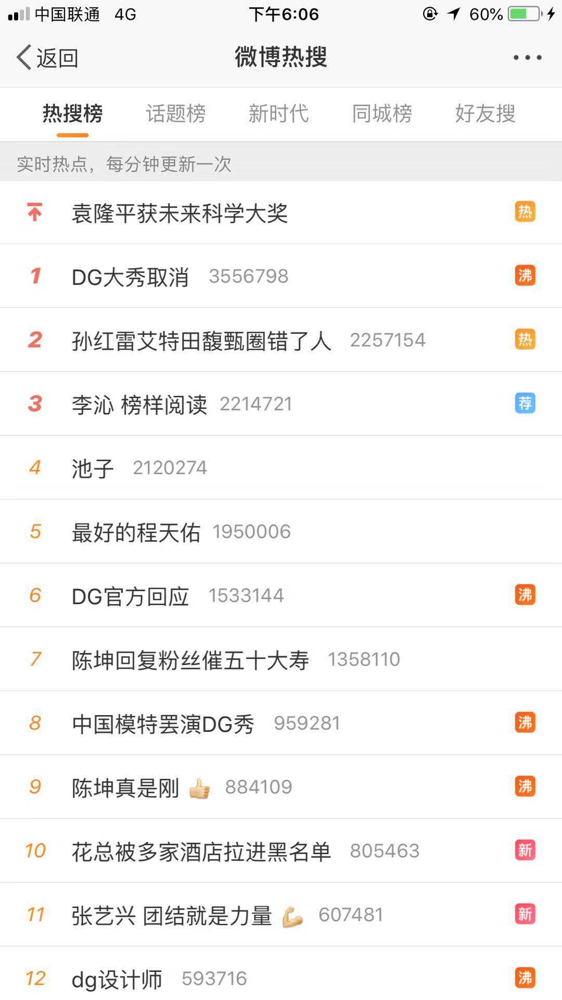 中国联通 4G 下午6:06 60%
返回 微博热搜
热搜榜 话题榜 新时代 同城榜 好友搜
实时热点，每分钟更新一次
袁隆平获未来科学大奖 热
1 DG大秀取消 3556798 沸
2 孙红雷艾特田馥甄圈错了人 2257154 热
3 李沁 榜样阅读 2214721 荐
4 池子 2120274
5 最好的程天佑 1950006
6 DG官方回应 1533144 沸
7 陈坤回复粉丝催五十大寿 1358110
8 中国模特罢演DG秀 959281 沸
9 陈坤真是刚 👍🏼 884109 沸
10 花总被多家酒店拉进黑名单 805463 新
11 张艺兴 团结就是力量 💪🏼 607481 新
12 dg设计师 593716 沸